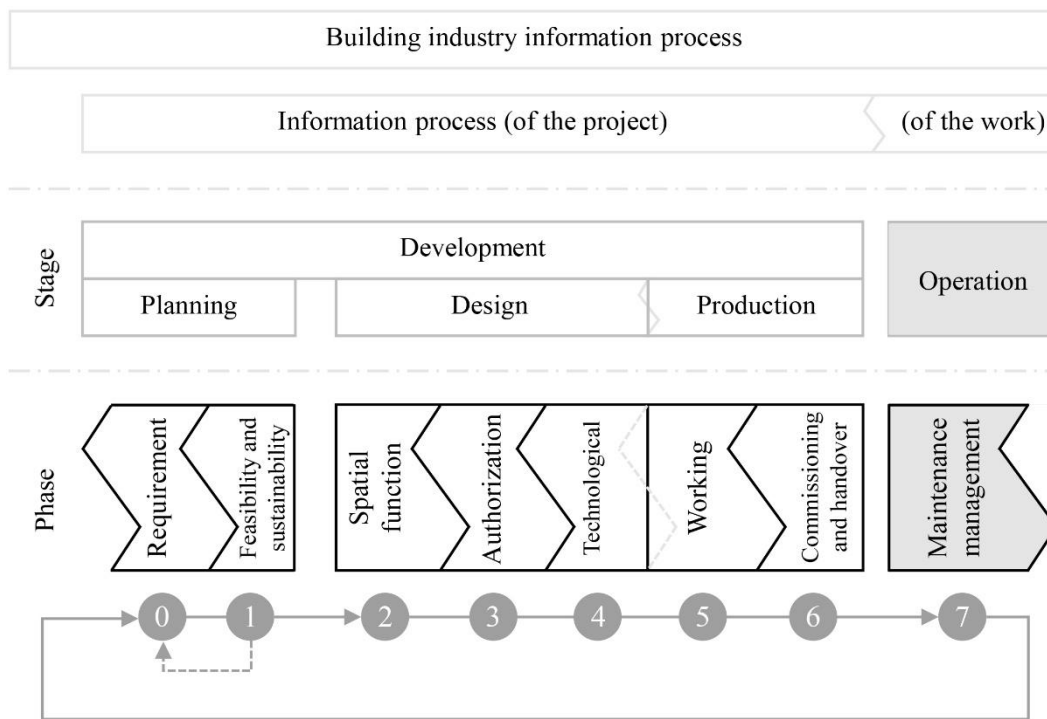 Building industry information process
Information process (of the project)
(of the work)
Stage
Development
Operation
Planning
Design
Production
Phase
Requirement
Feasibility and
sustainability
Spatial
function
Authorization
Technological
Working
Commissioning
and handover
Maintenance
management
0
1
2
3
4
5
6
7